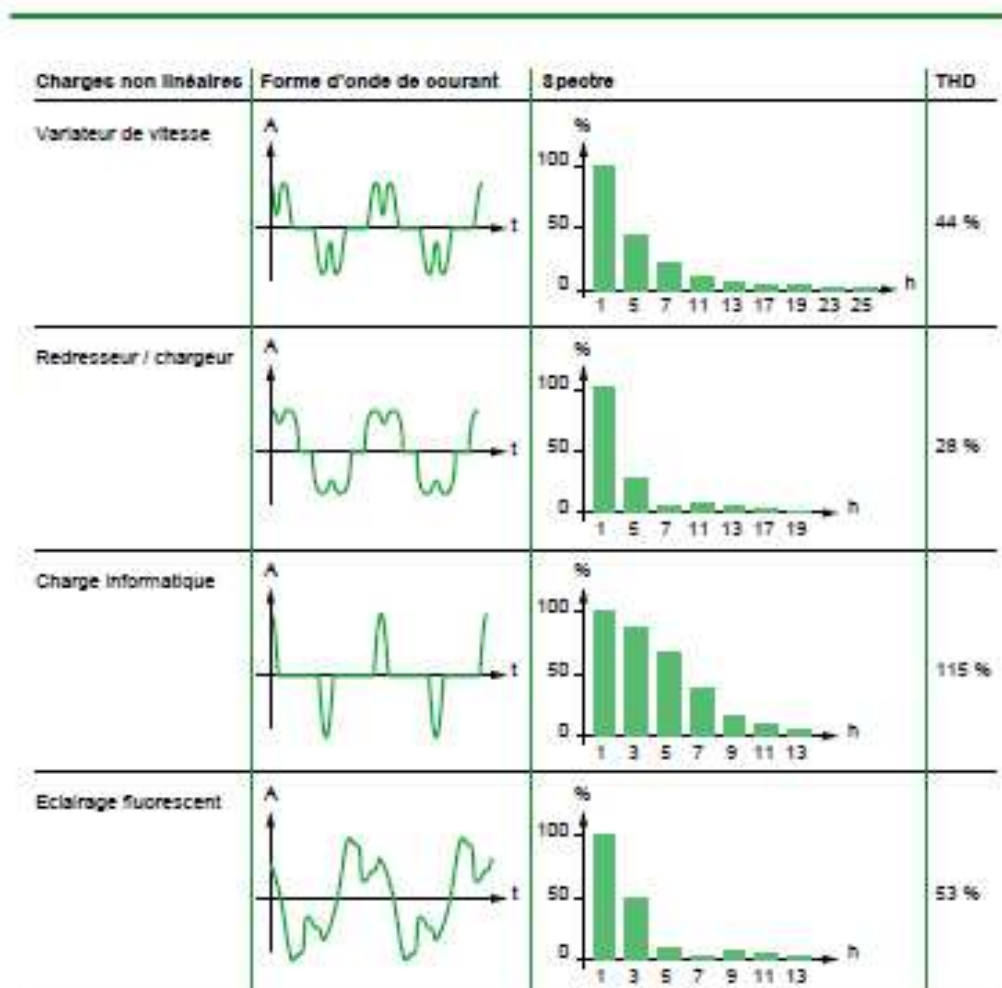 Charges non linéaires Forme d'onde de courant Spectre THD
Variateur de vitesse
A
t
%
100
50
0
1 5 7 11 13 17 19 23 25
h
44 %
Redresseur / chargeur
A
t
%
100
50
0
1 5 7 11 13 17 19
h
28 %
Charge informatique
A
t
%
100
50
0
1 3 5 7 9 11 13
h
115 %
Eclairage fluorescent
A
t
%
100
50
0
1 3 5 7 9 11 13
h
53 %